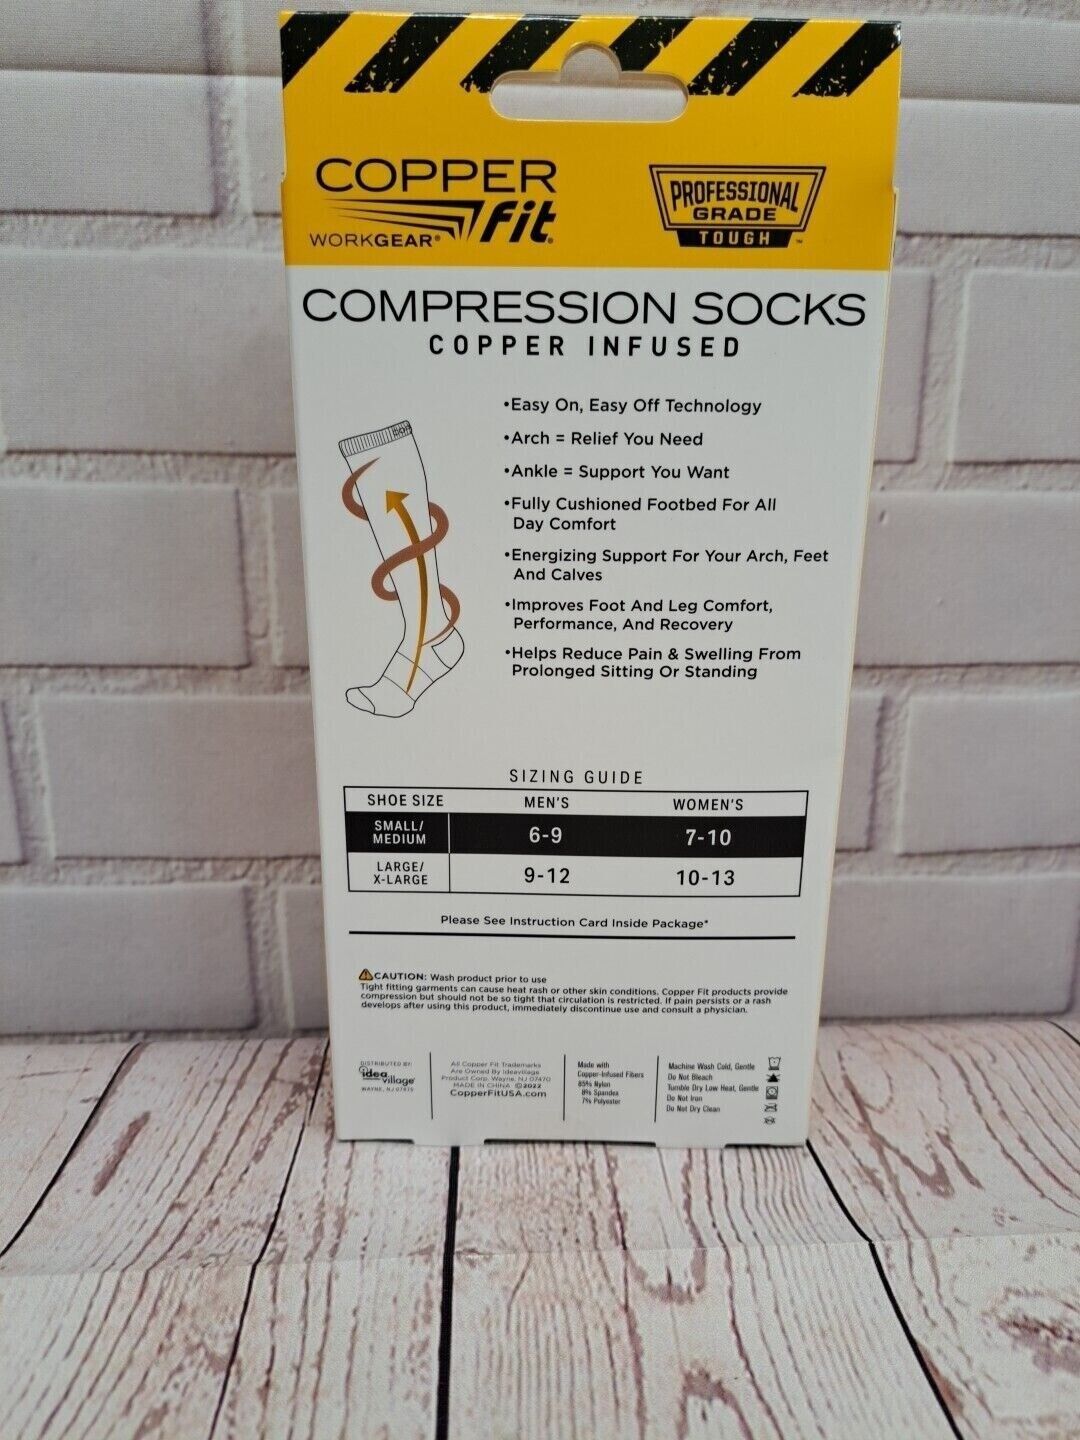 COPPER
fit
WORKGEAR®
PROFESSIONAL
GRADE
TOUGH ™
COMPRESSION SOCKS
COPPER INFUSED
•Easy On, Easy Off Technology
•Arch = Relief You Need
•Ankle = Support You Want
•Fully Cushioned Footbed For All
Day Comfort
•Energizing Support For Your Arch, Feet
And Calves
•Improves Foot And Leg Comfort,
Performance, And Recovery
•Helps Reduce Pain & Swelling From
Prolonged Sitting Or Standing
SIZING GUIDE
SHOE SIZE MEN'S WOMEN'S
SMALL/
MEDIUM 6-9 7-10
LARGE/
X-LARGE 9-12 10-13
Please See Instruction Card Inside Package*
CAUTION: Wash product prior to use
Tight fitting garments can cause heat rash or other skin conditions. Copper Fit products provide
compression but should not be so tight that circulation is restricted. If pain persists or a rash
develops after using this product, immediately discontinue use and consult a physician.
DISTRIBUTED BY:
idea
village
WAYNE, NJ 07470
All Copper Fit Trademarks
Are Owned By Ideavillage
Product Corp. Wayne, NJ 07470
MADE IN CHINA ©2022
CopperFitUSA.com
Made with
Copper-Infused Fibers
85% Nylon
8% Spandex
7% Polyester
Machine Wash Cold, Gentle
Do Not Bleach
Tumble Dry Low Heat, Gentle
Do Not Iron
Do Not Dry Clean